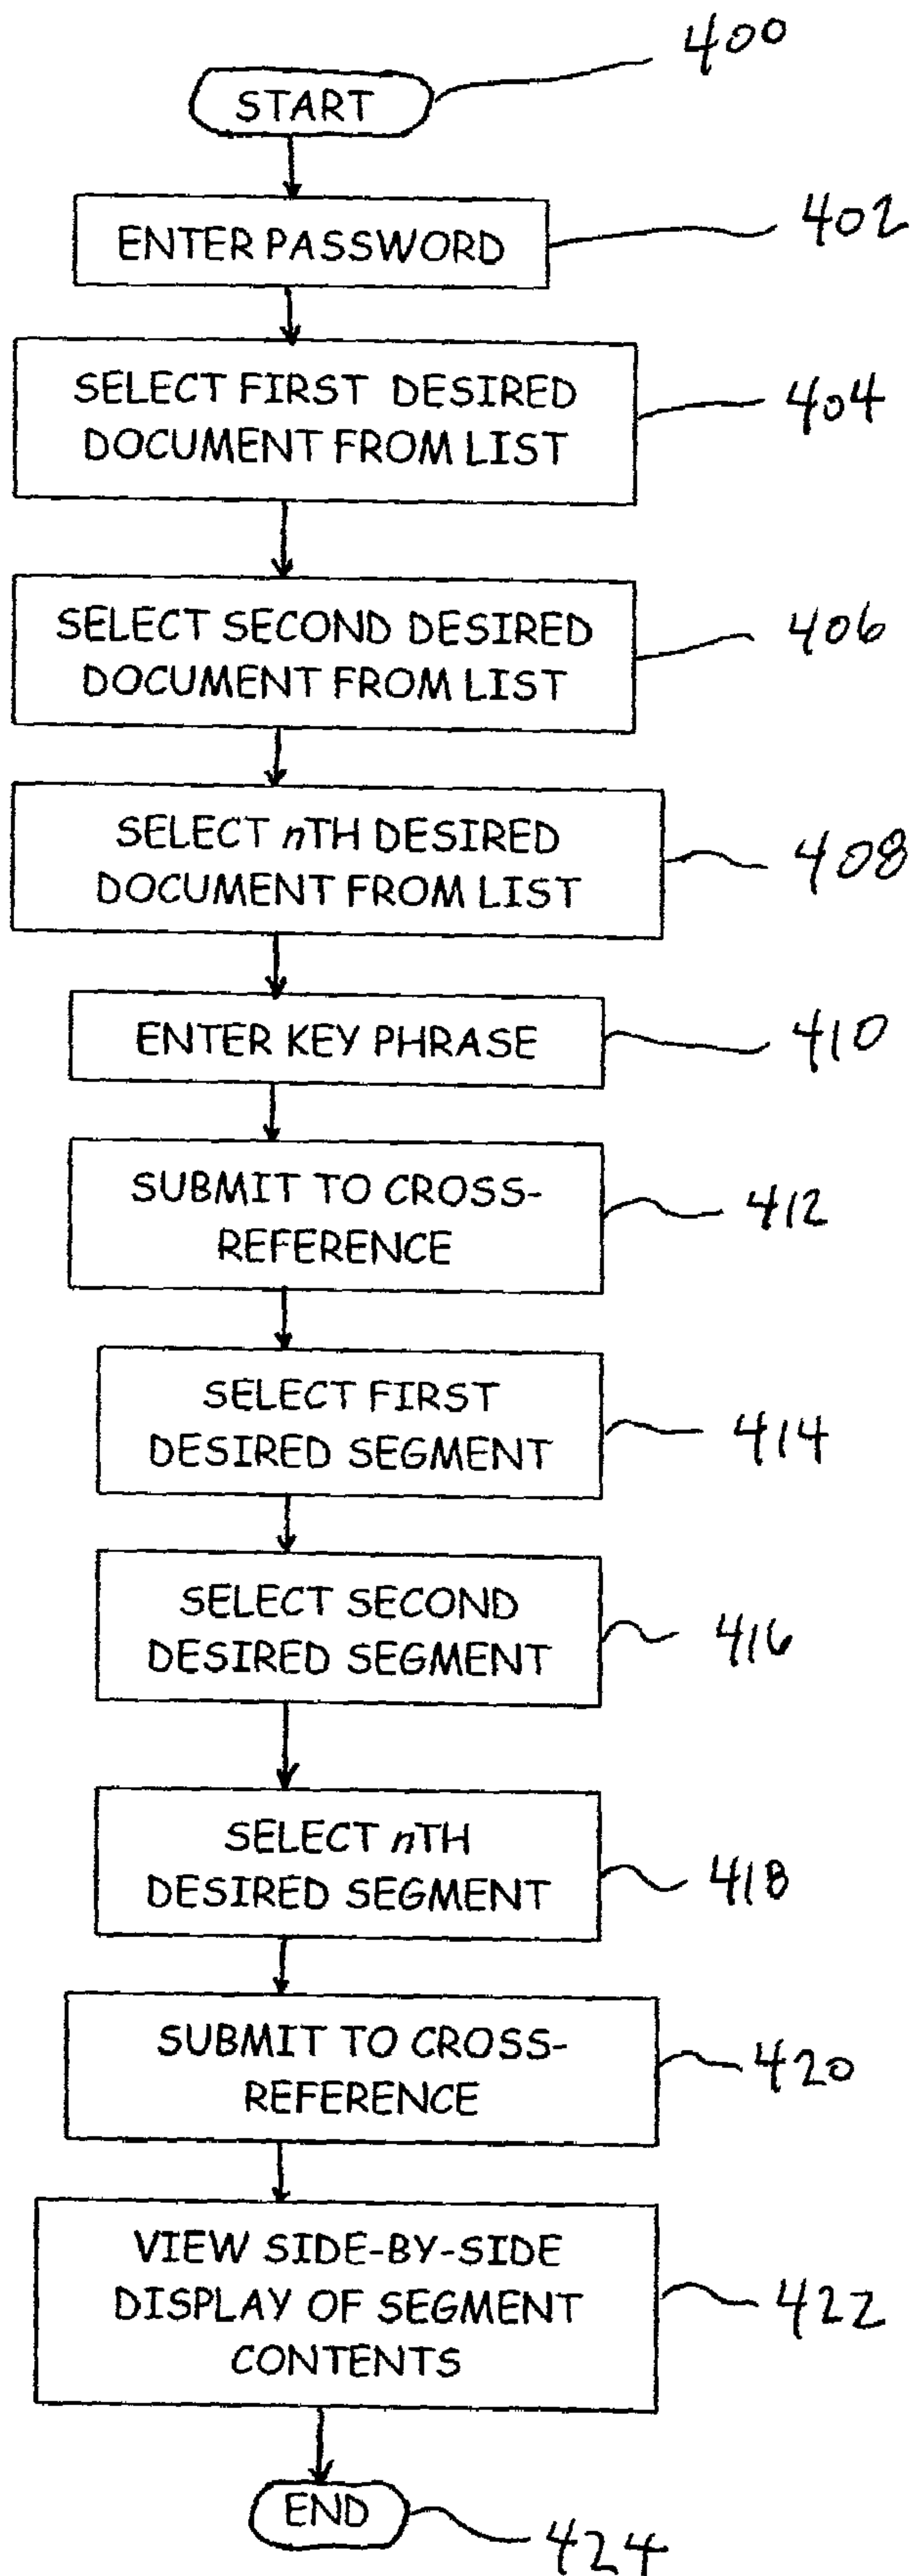 400
START
402
ENTER PASSWORD
SELECT FIRST DESIRED
404
DOCUMENT FROM LIST
SELECT SECOND DESIRED
406
DOCUMENT FROM LIST
SELECT nTH DESIRED
408
DOCUMENT FROM LIST
ENTER KEY PHRASE
410
SUBMIT TO CROSS-
412
REFERENCE
SELECT FIRST
414
DESIRED SEGMENT
SELECT SECOND
416
DESIRED SEGMENT
SELECT nTH
418
DESIRED SEGMENT
SUBMIT TO CROSS-
420
REFERENCE
VIEW SIDE-BY-SIDE
DISPLAY OF SEGMENT
422
CONTENTS
END
424